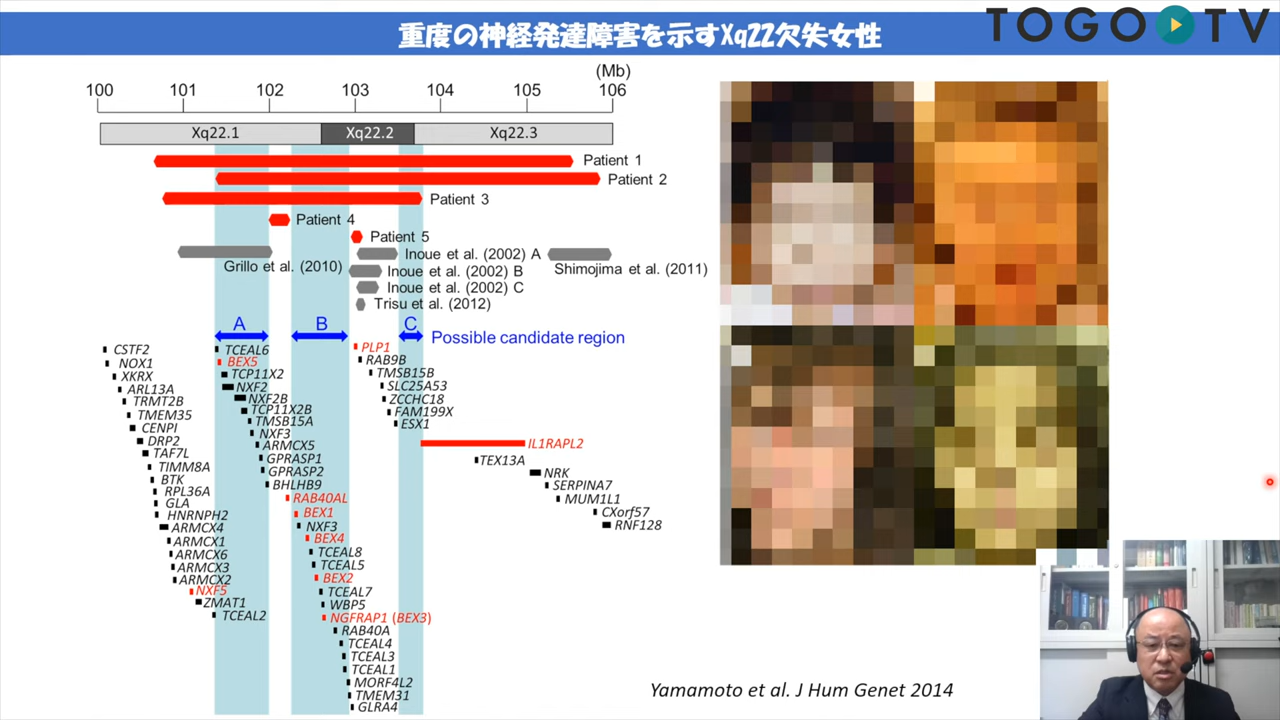 重度の神経発達障害を示すXq22欠失女性
TOGO TV
(Mb)
100 101 102 103 104 105 106
Xq22.1 Xq22.2 Xq22.3
Patient 1
Patient 2
Patient 3
Patient 4
Patient 5
Grillo et al. (2010)
Inoue et al. (2002) A
Inoue et al. (2002) B
Inoue et al. (2002) C
Trisu et al. (2012)
Shimojima et al. (2011)
A B C Possible candidate region
CSTF2
NOX1
XKRX
ARL13A
TRMT2B
TMEM35
CENPI
DRP2
TAF7L
TIMM8A
BTK
RPL36A
GLA
HNRNPH2
ARMCX4
ARMCX1
ARMCX6
ARMCX3
ARMCX2
NXF5
ZMAT1
TCEAL2
TCEAL6
BEX5
TCP11X2
NXF2
NXF2B
TCP11X2B
TMSB15A
NXF3
ARMCX5
GPRASP1
GPRASP2
BHLHB9
RAB40AL
BEX1
NXF3
BEX4
TCEAL8
TCEAL5
BEX2
TCEAL7
WBP5
NGFRAP1 (BEX3)
RAB40A
TCEAL4
TCEAL3
TCEAL1
MORF4L2
TMEM31
GLRA4
PLP1
RAB9B
TMSB15B
SLC25A53
ZCCHC18
FAM199X
ESX1
IL1RAPL2
TEX13A
NRK
SERPINA7
MUM1L1
CXorf57
RNF128
Yamamoto et al. J Hum Genet 2014